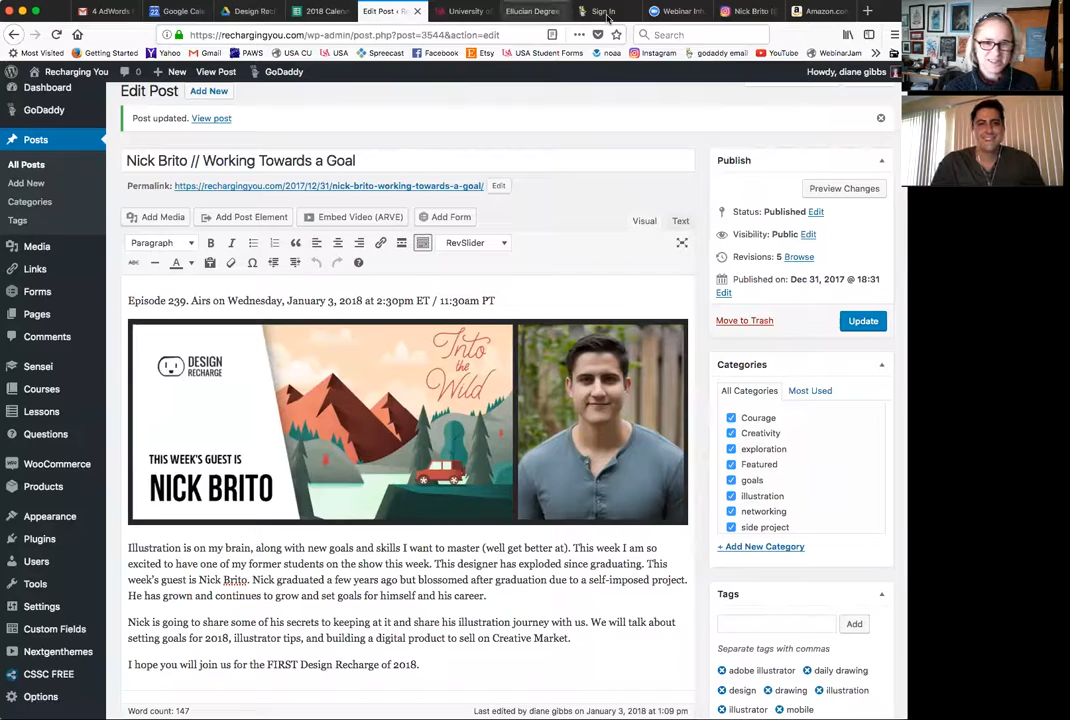 4 AdWords
Google Cale
Design Rec
2018 Calend
Edit Post ‹ R
University of
Ellucian Degree
Sign In
Webinar Info
Nick Brito (
Amazon.com
https://rechargingyou.com/wp-admin/post.php?post=3544&action=edit
Search
Most Visited
Getting Started
Yahoo
Gmail
PAWS
USA CU
USA
Spreecast
Facebook
Etsy
USA Student Forms
noaa
Instagram
godaddy email
YouTube
WebinarJam
Recharging You
0
New
View Post
GoDaddy
Howdy, diane gibbs
Dashboard
GoDaddy
Posts
All Posts
Add New
Categories
Tags
Media
Links
Forms
Pages
Comments
Sensei
Courses
Lessons
Questions
WooCommerce
Products
Appearance
Plugins
Users
Tools
Settings
Custom Fields
Nextgenthemes
CSSC FREE
Options
Edit Post
Add New
Post updated. View post
Nick Brito // Working Towards a Goal
Permalink: https://rechargingyou.com/2017/12/31/nick-brito-working-towards-a-goal/ Edit
Add Media
Add Post Element
Embed Video (ARVE)
Add Form
Visual
Text
Paragraph
B
I
RevSlider
ABC
A
Episode 239. Airs on Wednesday, January 3, 2018 at 2:30pm ET / 11:30am PT
DESIGN
RECHARGE
Into
the
Wild
THIS WEEK'S GUEST IS
NICK BRITO
Illustration is on my brain, along with new goals and skills I want to master (well get better at). This week I am so
excited to have one of my former students on the show this week. This designer has exploded since graduating. This
week's guest is Nick Brito. Nick graduated a few years ago but blossomed after graduation due to a self-imposed project.
He has grown and continues to grow and set goals for himself and his career.
Nick is going to share some of his secrets to keeping at it and share his illustration journey with us. We will talk about
setting goals for 2018, illustrator tips, and building a digital product to sell on Creative Market.
I hope you will join us for the FIRST Design Recharge of 2018.
Word count: 147
Last edited by diane gibbs on January 3, 2018 at 1:09 pm
Publish
Preview Changes
Status: Published Edit
Visibility: Public Edit
Revisions: 5 Browse
Published on: Dec 31, 2017 @ 18:31
Edit
Move to Trash
Update
Categories
All Categories
Most Used
Courage
Creativity
exploration
Featured
goals
illustration
networking
side project
+ Add New Category
Tags
Add
Separate tags with commas
adobe illustrator
daily drawing
design
drawing
illustration
illustrator
mobile